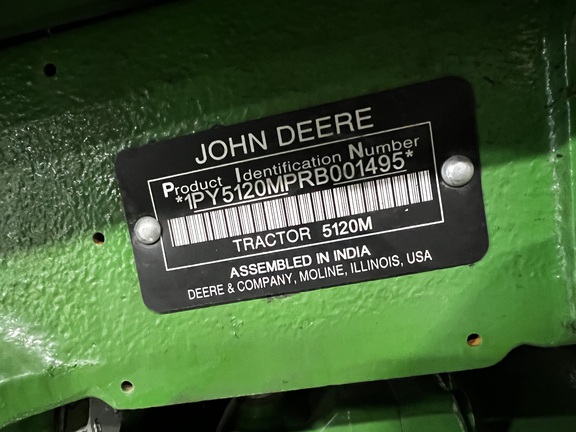 JOHN DEERE
Product Identification Number
*1PY5120MPRB001495*
TRACTOR 5120M
ASSEMBLED IN INDIA
DEERE & COMPANY, MOLINE, ILLINOIS, USA